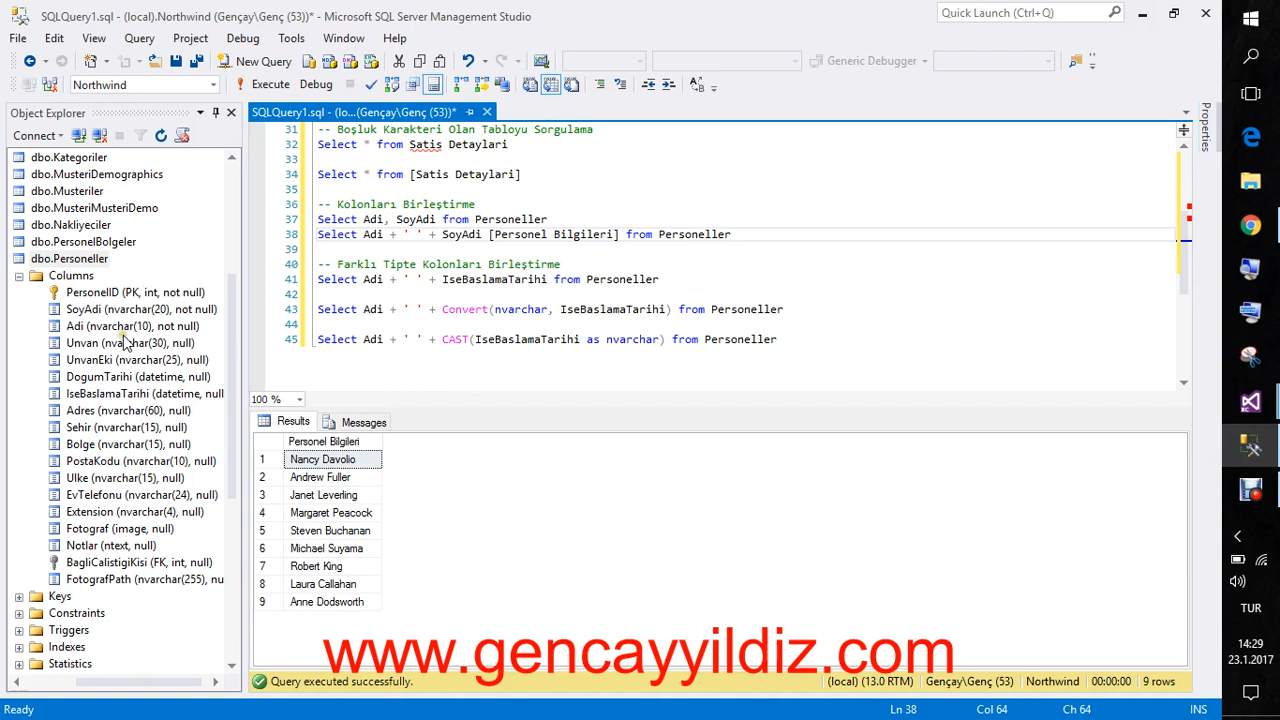 SQLQuery1.sql - (local).Northwind (Gençay\Genç (53))* - Microsoft SQL Server Management Studio
Quick Launch (Ctrl+Q)
File Edit View Query Project Debug Tools Window Help
New Query
Generic Debugger
Northwind
Execute Debug
Object Explorer
SQLQuery1.sql - (lo...(Gençay\Genç (53))*
Properties
Connect
dbo.Kategoriler
dbo.MusteriDemographics
dbo.Musteriler
dbo.MusteriMusteriDemo
dbo.Nakliyeciler
dbo.PersonelBolgeler
dbo.Personeller
Columns
PersonelID (PK, int, not null)
SoyAdi (nvarchar(20), not null)
Adi (nvarchar(10), not null)
Unvan (nvarchar(30), null)
UnvanEki (nvarchar(25), null)
DogumTarihi (datetime, null)
IseBaslamaTarihi (datetime, null
Adres (nvarchar(60), null)
Sehir (nvarchar(15), null)
Bolge (nvarchar(15), null)
PostaKodu (nvarchar(10), null)
Ulke (nvarchar(15), null)
EvTelefonu (nvarchar(24), null)
Extension (nvarchar(4), null)
Fotograf (image, null)
Notlar (ntext, null)
BagliCalistigiKisi (FK, int, null)
FotografPath (nvarchar(255), nu
Keys
Constraints
Triggers
Indexes
Statistics
31 -- Boşluk Karakteri Olan Tabloyu Sorgulama
32 Select * from Satis Detaylari
33
34 Select * from [Satis Detaylari]
35
36 -- Kolonları Birleştirme
37 Select Adi, SoyAdi from Personeller
38 Select Adi + ' ' + SoyAdi [Personel Bilgileri] from Personeller
39
40 -- Farklı Tipte Kolonları Birleştirme
41 Select Adi + ' ' + IseBaslamaTarihi from Personeller
42
43 Select Adi + ' ' + Convert(nvarchar, IseBaslamaTarihi) from Personeller
44
45 Select Adi + ' ' + CAST(IseBaslamaTarihi as nvarchar) from Personeller
100 %
Results Messages
Personel Bilgileri
1 Nancy Davolio
2 Andrew Fuller
3 Janet Leverling
4 Margaret Peacock
5 Steven Buchanan
6 Michael Suyama
7 Robert King
8 Laura Callahan
9 Anne Dodsworth
www.gencayyildiz.com
Query executed successfully.
(local) (13.0 RTM) Gençay\Genç (53) Northwind 00:00:00 9 rows
Ready
Ln 38 Col 64 Ch 64 INS
TUR
14:29
23.1.2017